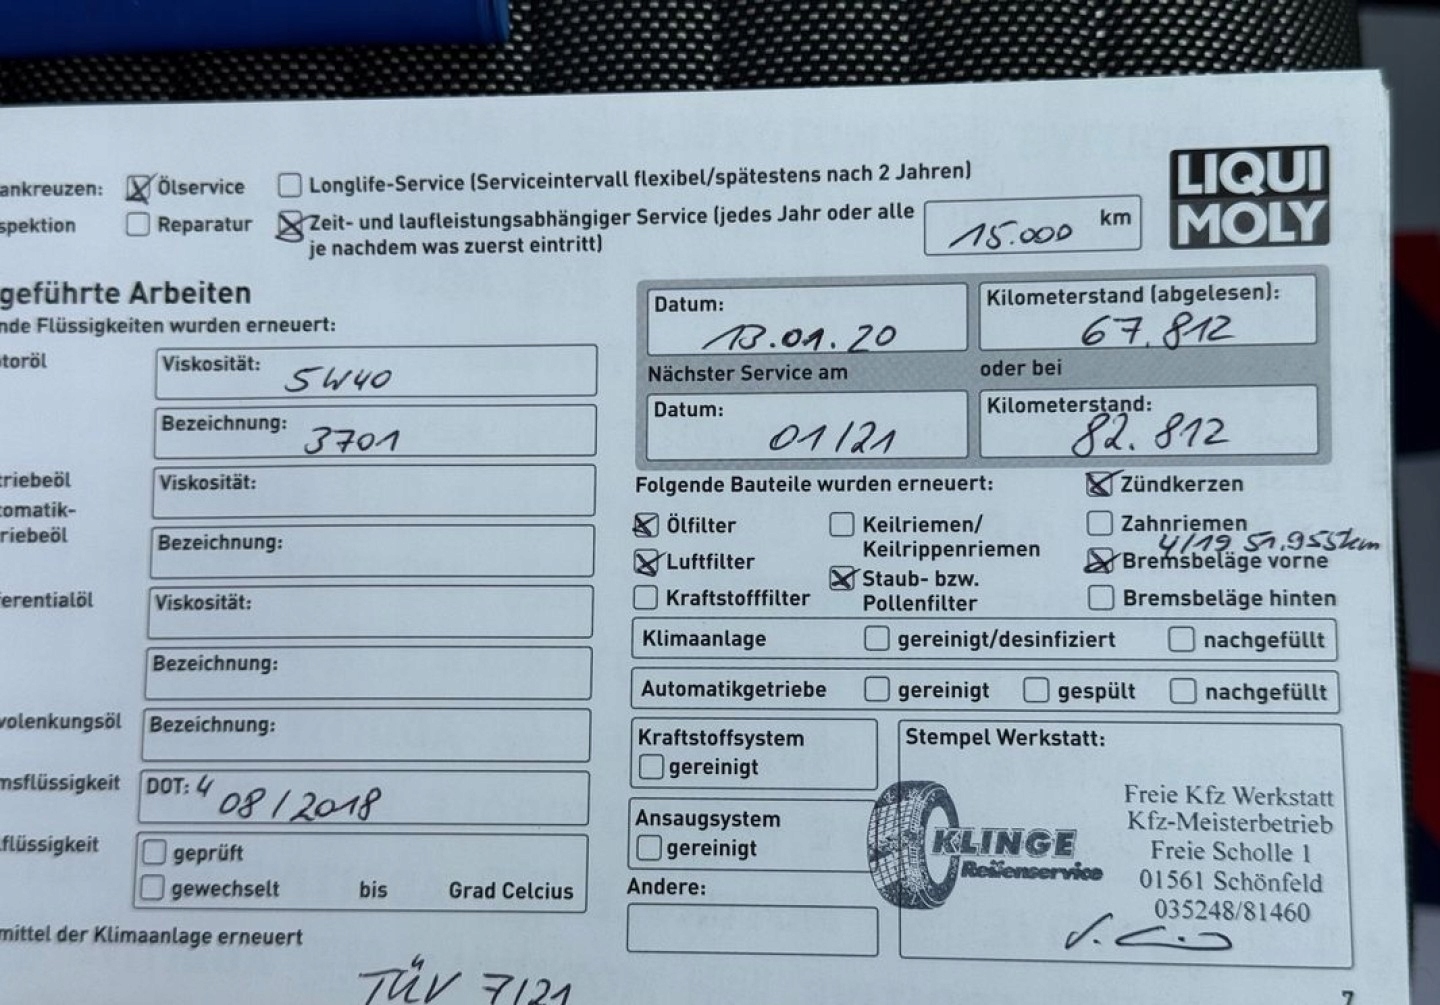 ankreuzen: Ölservice Longlife-Service (Serviceintervall flexibel/spätestens nach 2 Jahren)
spektion Reparatur Zeit- und laufleistungsabhängiger Service (jedes Jahr oder alle
je nachdem was zuerst eintritt)
15.000 km
LIQUI
MOLY
geführte Arbeiten
nde Flüssigkeiten wurden erneuert:
toröl
Viskosität: 5W40
Bezeichnung: 3701
triebeöl
Viskosität:
tomatik-
riebeöl
Bezeichnung:
ferentialöl
Viskosität:
Bezeichnung:
volenkungsöl
Bezeichnung:
msflüssigkeit
DOT: 4 08/2018
flüssigkeit
geprüft
gewechselt bis Grad Celcius
mittel der Klimaanlage erneuert
TÜV 7/21
Datum: 13.01.20
Kilometerstand (abgelesen): 67.812
Nächster Service am oder bei
Datum: 01/21
Kilometerstand: 82.812
Folgende Bauteile wurden erneuert:
Zündkerzen
Ölfilter
Keilriemen/
Keilrippenriemen
Zahnriemen
4/19 51.955km
Luftfilter
Staub- bzw.
Pollenfilter
Bremsbeläge vorne
Kraftstofffilter
Bremsbeläge hinten
Klimaanlage gereinigt/desinfiziert nachgefüllt
Automatikgetriebe gereinigt gespült nachgefüllt
Kraftstoffsystem
gereinigt
Ansaugsystem
gereinigt
Andere:
Stempel Werkstatt:
KLINGE
Reifenservice
Freie Kfz Werkstatt
Kfz-Meisterbetrieb
Freie Scholle 1
01561 Schönfeld
035248/81460
7